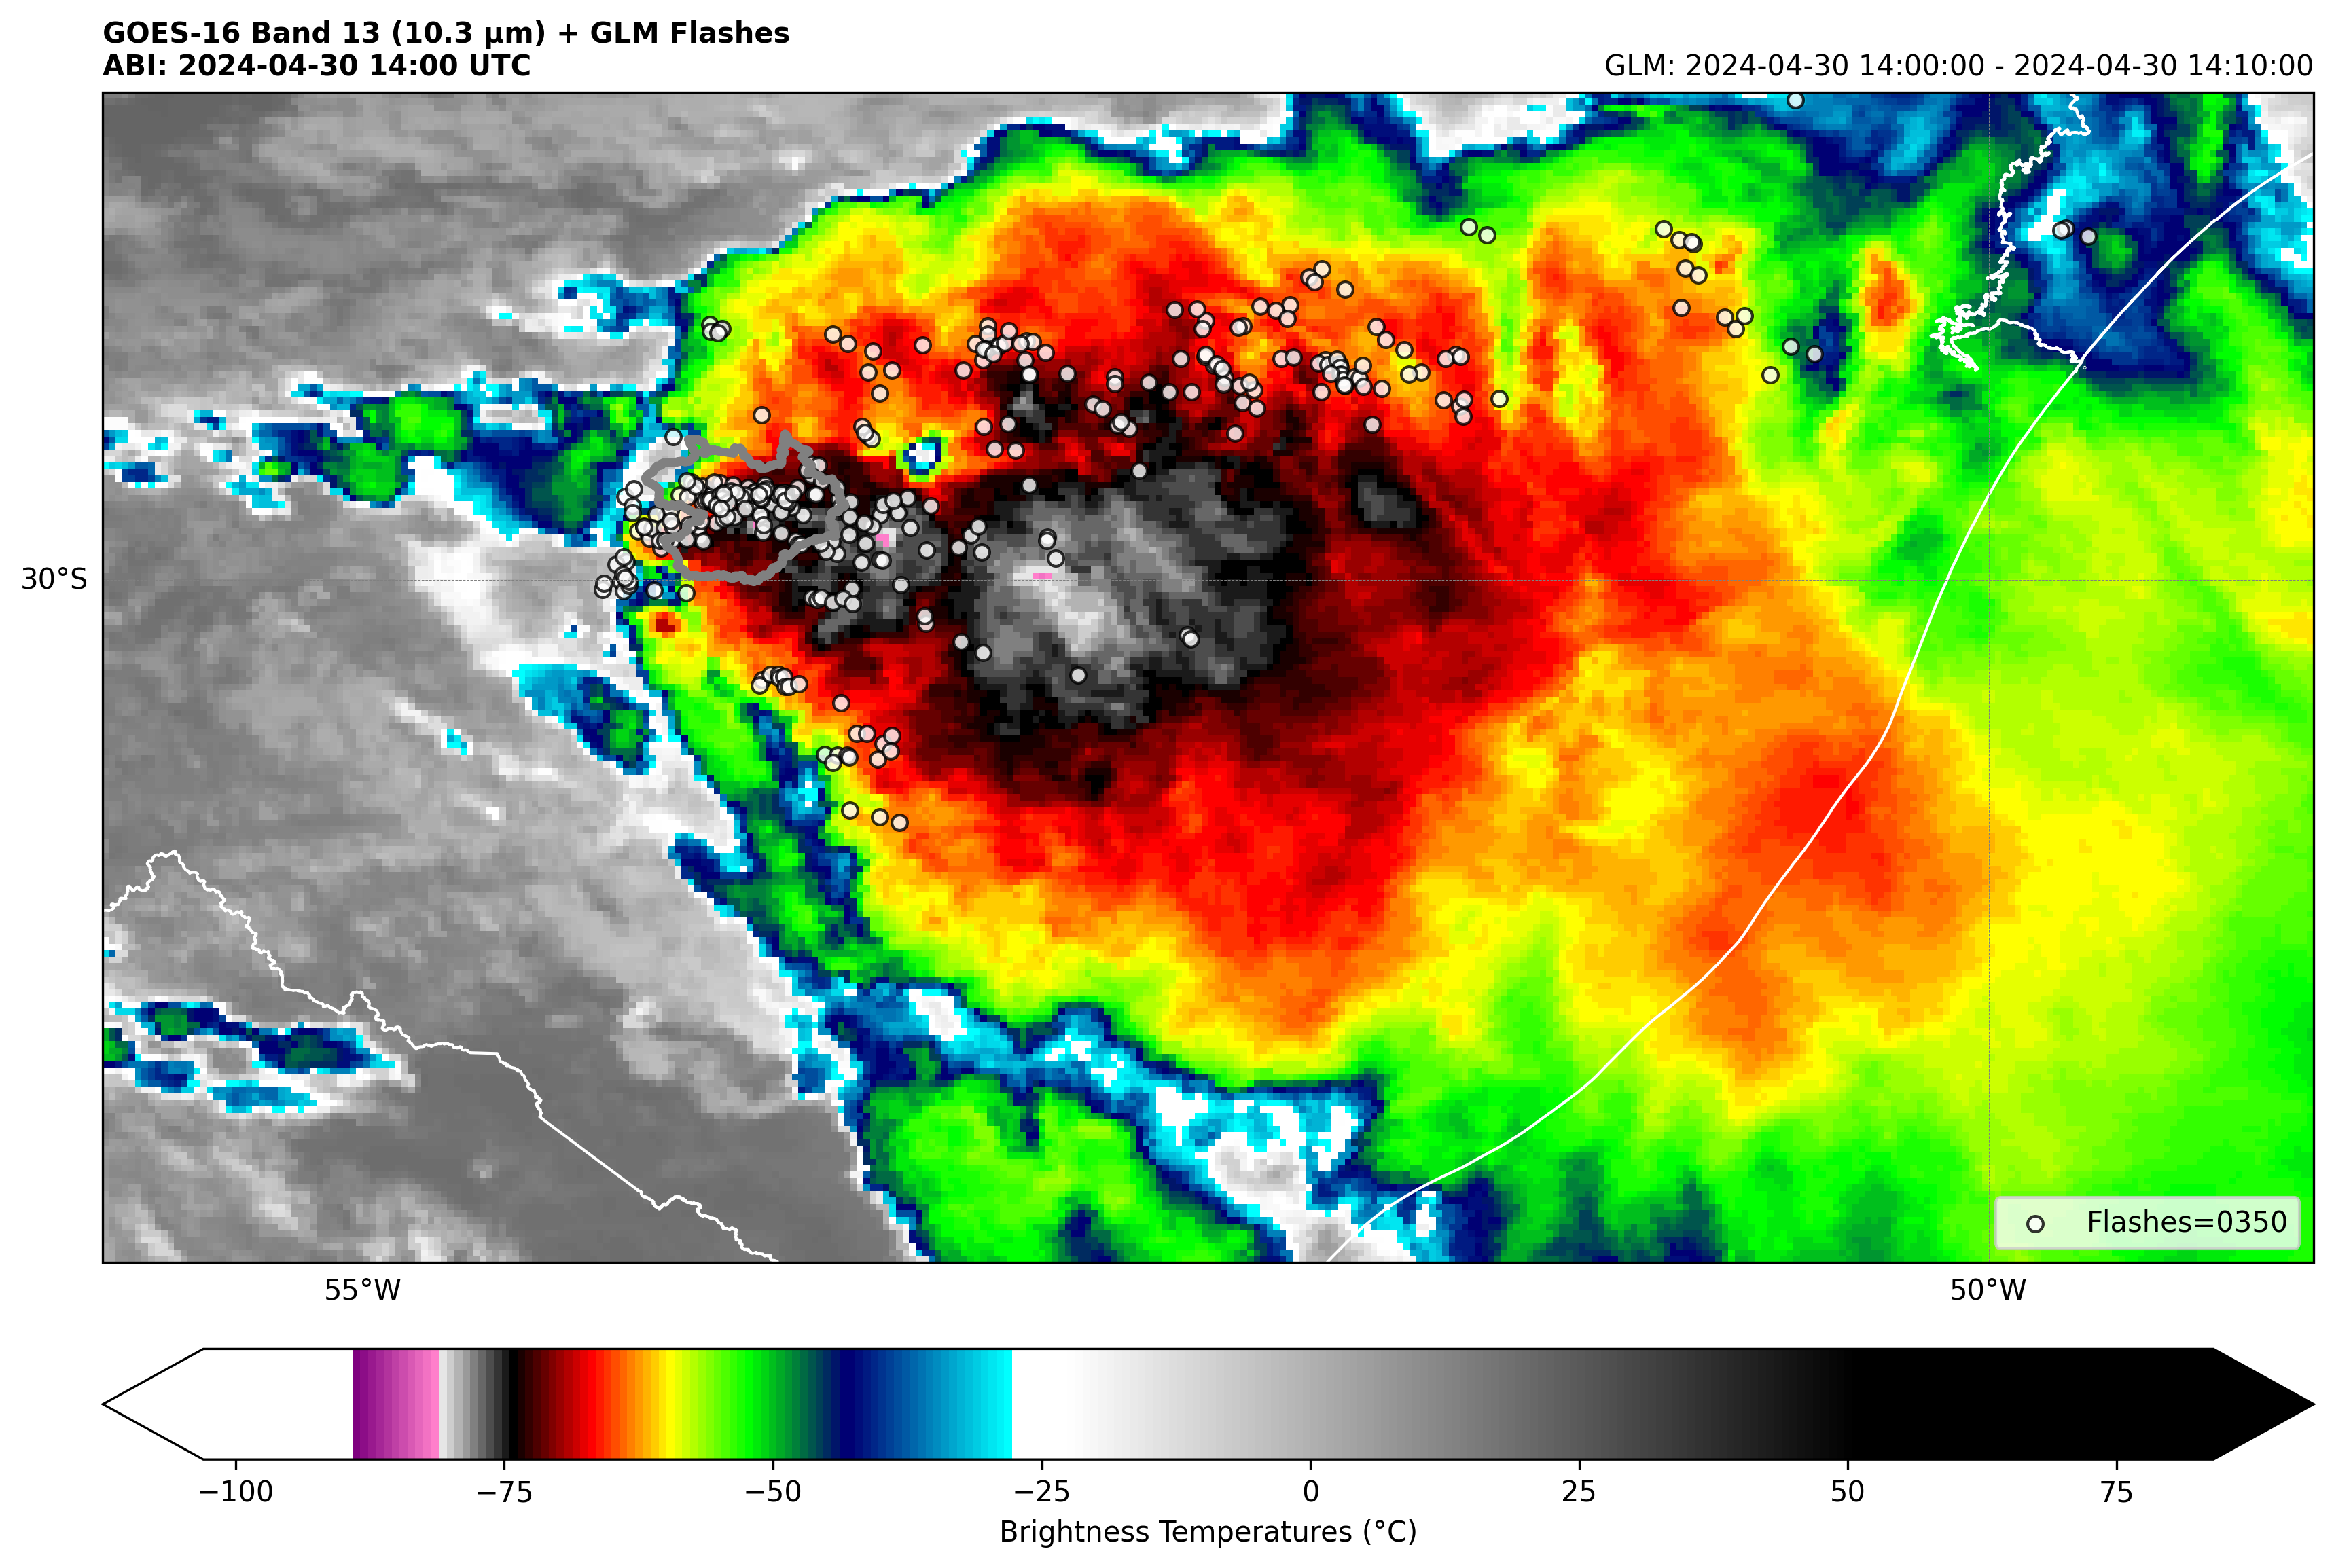 GOES-16 Band 13 (10.3 µm) + GLM Flashes
ABI: 2024-04-30 14:00 UTC
GLM: 2024-04-30 14:00:00 - 2024-04-30 14:10:00
30°S
Flashes=0350
55°W
50°W
−100
−75
−50
−25
0
25
50
75
Brightness Temperatures (°C)